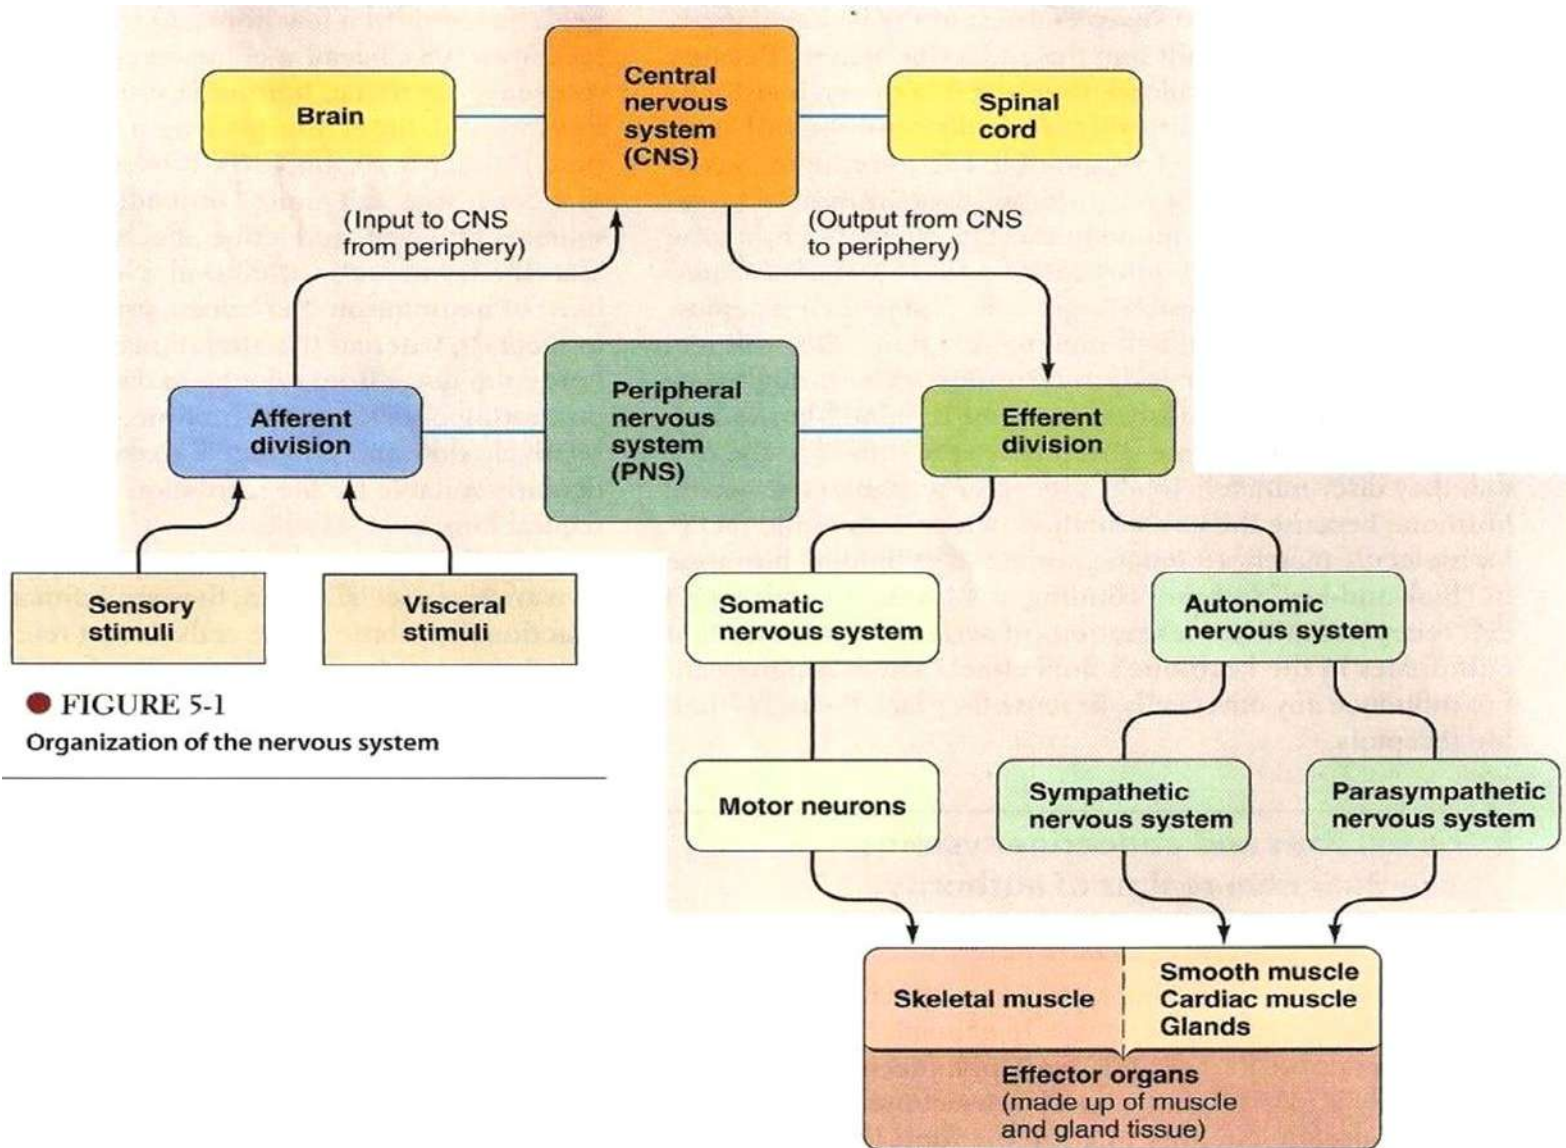 Central
nervous
system
(CNS)
Brain
Spinal
cord
(Input to CNS
from periphery)
(Output from CNS
to periphery)
Peripheral
nervous
system
(PNS)
Afferent
division
Efferent
division
Sensory
stimuli
Visceral
stimuli
Somatic
nervous system
Autonomic
nervous system
FIGURE 5-1
Organization of the nervous system
Motor neurons
Sympathetic
nervous system
Parasympathetic
nervous system
Skeletal muscle
Smooth muscle
Cardiac muscle
Glands
Effector organs
(made up of muscle
and gland tissue)